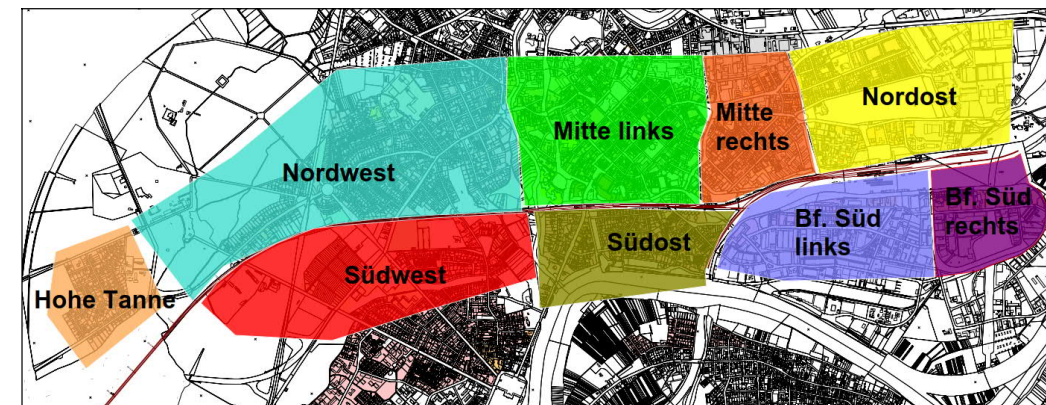 Nordost
Mitte
rechts
Mitte links
Nordwest
Bf. Süd
rechts
Bf. Süd
links
Südost
Südwest
Hohe Tanne